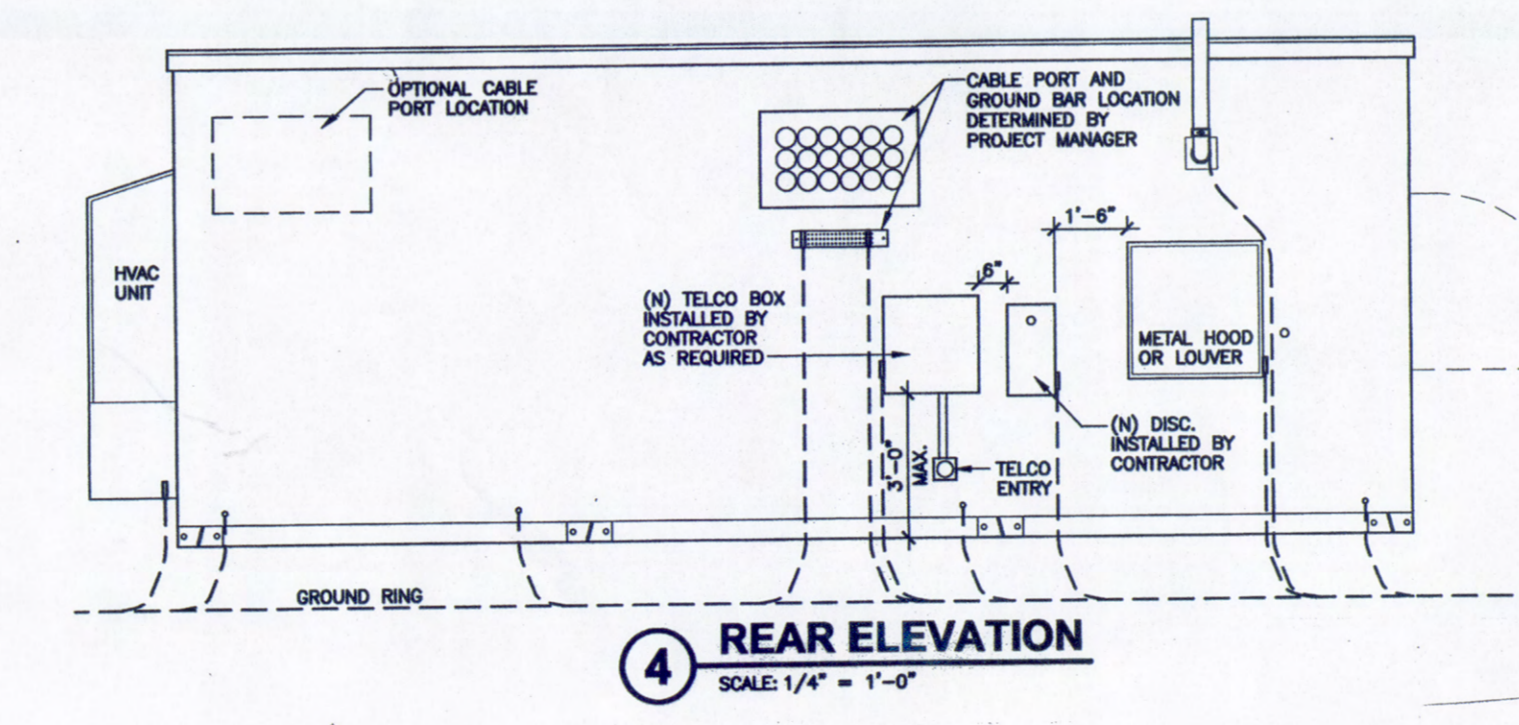 OPTIONAL CABLE
PORT LOCATION
CABLE PORT AND
GROUND BAR LOCATION
DETERMINED BY
PROJECT MANAGER
1'-6"
6"
HVAC
UNIT
(N) TELCO BOX
INSTALLED BY
CONTRACTOR
AS REQUIRED
METAL HOOD
OR LOUVER
(N) DISC.
INSTALLED BY
CONTRACTOR
3'-0"
MAX.
TELCO
ENTRY
GROUND RING
4
REAR ELEVATION
SCALE: 1/4" = 1'-0"